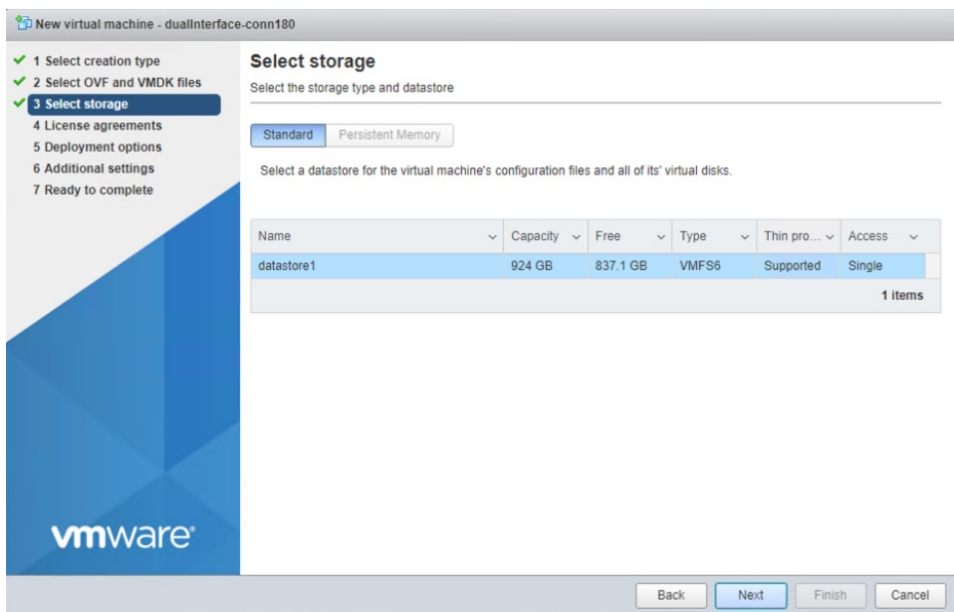 New virtual machine - dualInterface-conn180
1 Select creation type
2 Select OVF and VMDK files
3 Select storage
4 License agreements
5 Deployment options
6 Additional settings
7 Ready to complete
vmware®
Select storage
Select the storage type and datastore
Standard Persistent Memory
Select a datastore for the virtual machine's configuration files and all of its' virtual disks.
Name Capacity Free Type Thin pro... Access
datastore1 924 GB 837.1 GB VMFS6 Supported Single
1 items
Back Next Finish Cancel